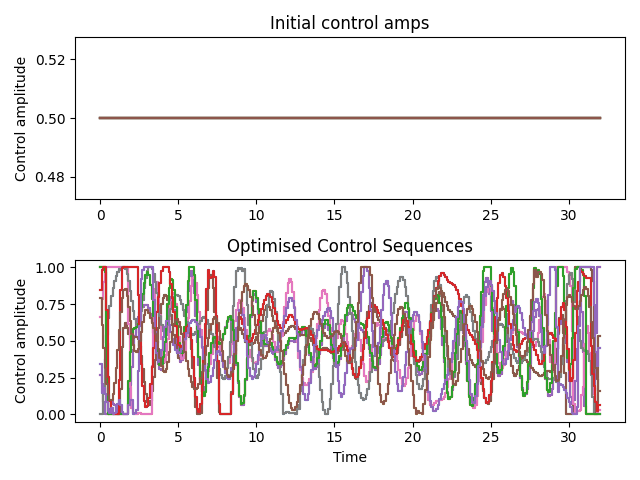 Initial control amps
Control amplitude
0.52
0.50
0.48
0 5 10 15 20 25 30
Optimised Control Sequences
Control amplitude
1.00
0.75
0.50
0.25
0.00
0 5 10 15 20 25 30
Time